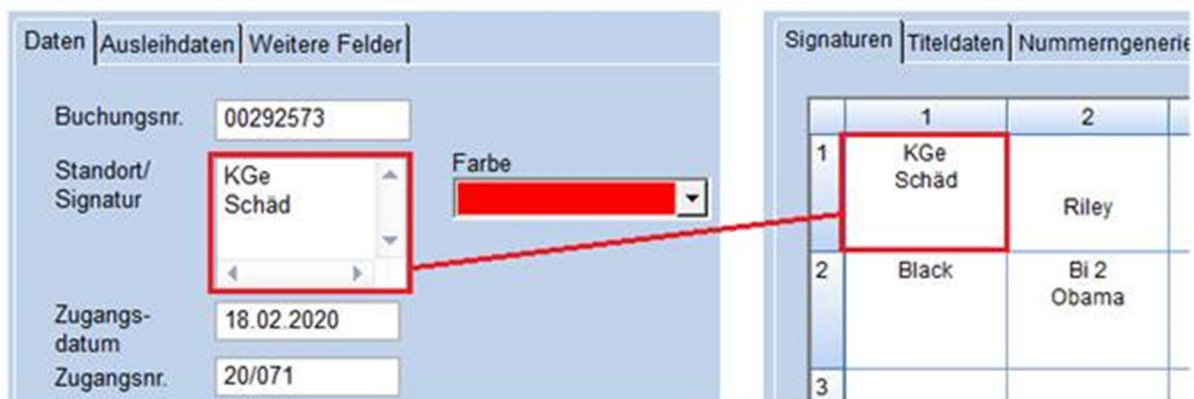 Daten Ausleihdaten Weitere Felder
Buchungsnr. 00292573
Standort/
Signatur
KGe
Schäd
Farbe
Zugangs-
datum
18.02.2020
Zugangsnr. 20/071
Signaturen Titeldaten Nummerngenerie
1 2
1
KGe
Schäd
Riley
2
Black
Bi 2
Obama
3